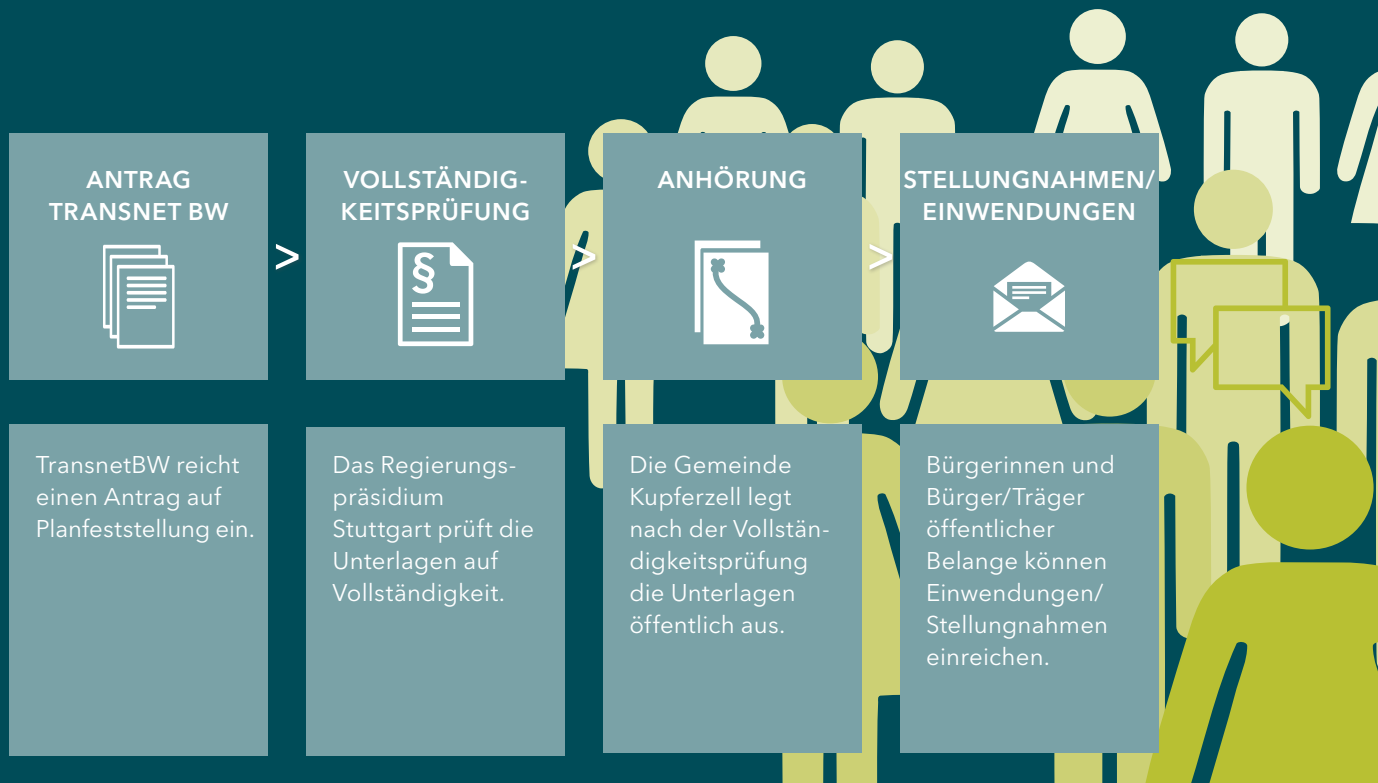 ANTRAG
TRANSNET BW
>
VOLLSTÄNDIG-
KEITSPRÜFUNG
§
>
ANHÖRUNG
>
STELLUNGNAHMEN/
EINWENDUNGEN
TransnetBW reicht
einen Antrag auf
Planfeststellung ein.
Das Regierungs-
präsidium
Stuttgart prüft die
Unterlagen auf
Vollständigkeit.
Die Gemeinde
Kupferzell legt
nach der Vollstän-
digkeitsprüfung
die Unterlagen
öffentlich aus.
Bürgerinnen und
Bürger/Träger
öffentlicher
Belange können
Einwendungen/
Stellungnahmen
einreichen.